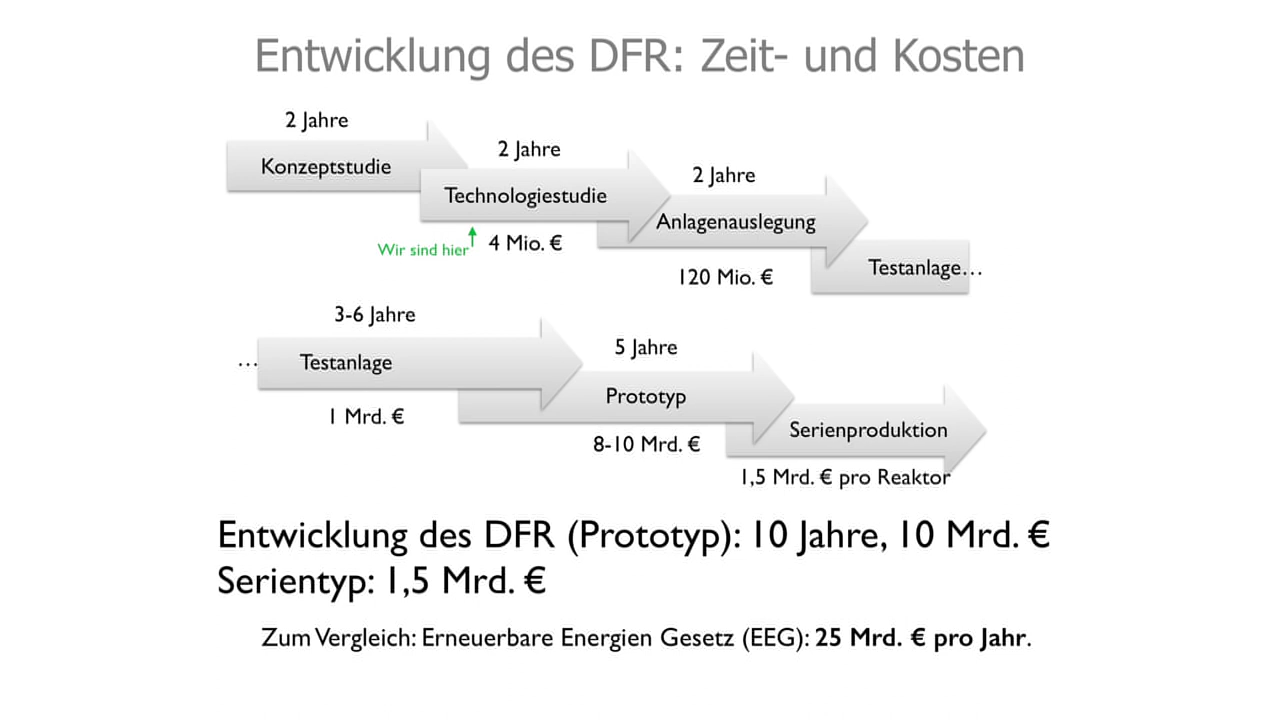 Entwicklung des DFR: Zeit- und Kosten
2 Jahre
Konzeptstudie
2 Jahre
Technologiestudie
2 Jahre
Anlagenauslegung
Wir sind hier
4 Mio. €
120 Mio. €
Testanlage...
3-6 Jahre
... Testanlage
1 Mrd. €
5 Jahre
Prototyp
8-10 Mrd. €
Serienproduktion
1,5 Mrd. € pro Reaktor
Entwicklung des DFR (Prototyp): 10 Jahre, 10 Mrd. €
Serientyp: 1,5 Mrd. €
Zum Vergleich: Erneuerbare Energien Gesetz (EEG): 25 Mrd. € pro Jahr.